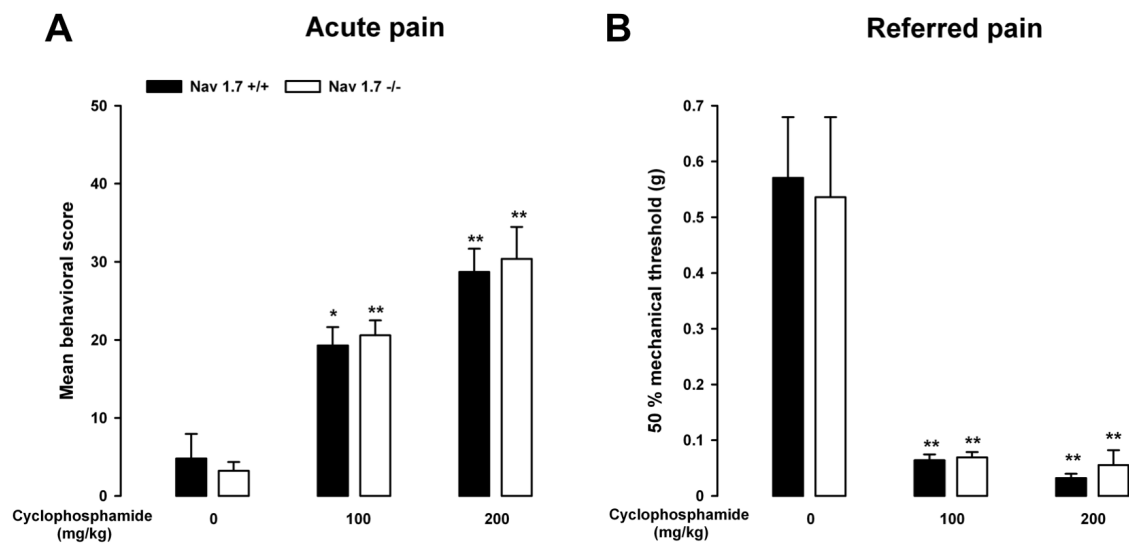 A
Acute pain
Nav 1.7 +/+
Nav 1.7 -/-
Mean behavioral score
50
40
30
20
10
0
*
**
**
**
Cyclophosphamide
(mg/kg)
0
100
200
B
Referred pain
50 % mechanical threshold (g)
0.7
0.6
0.5
0.4
0.3
0.2
0.1
0
**
**
**
**
Cyclophosphamide
(mg/kg)
0
100
200